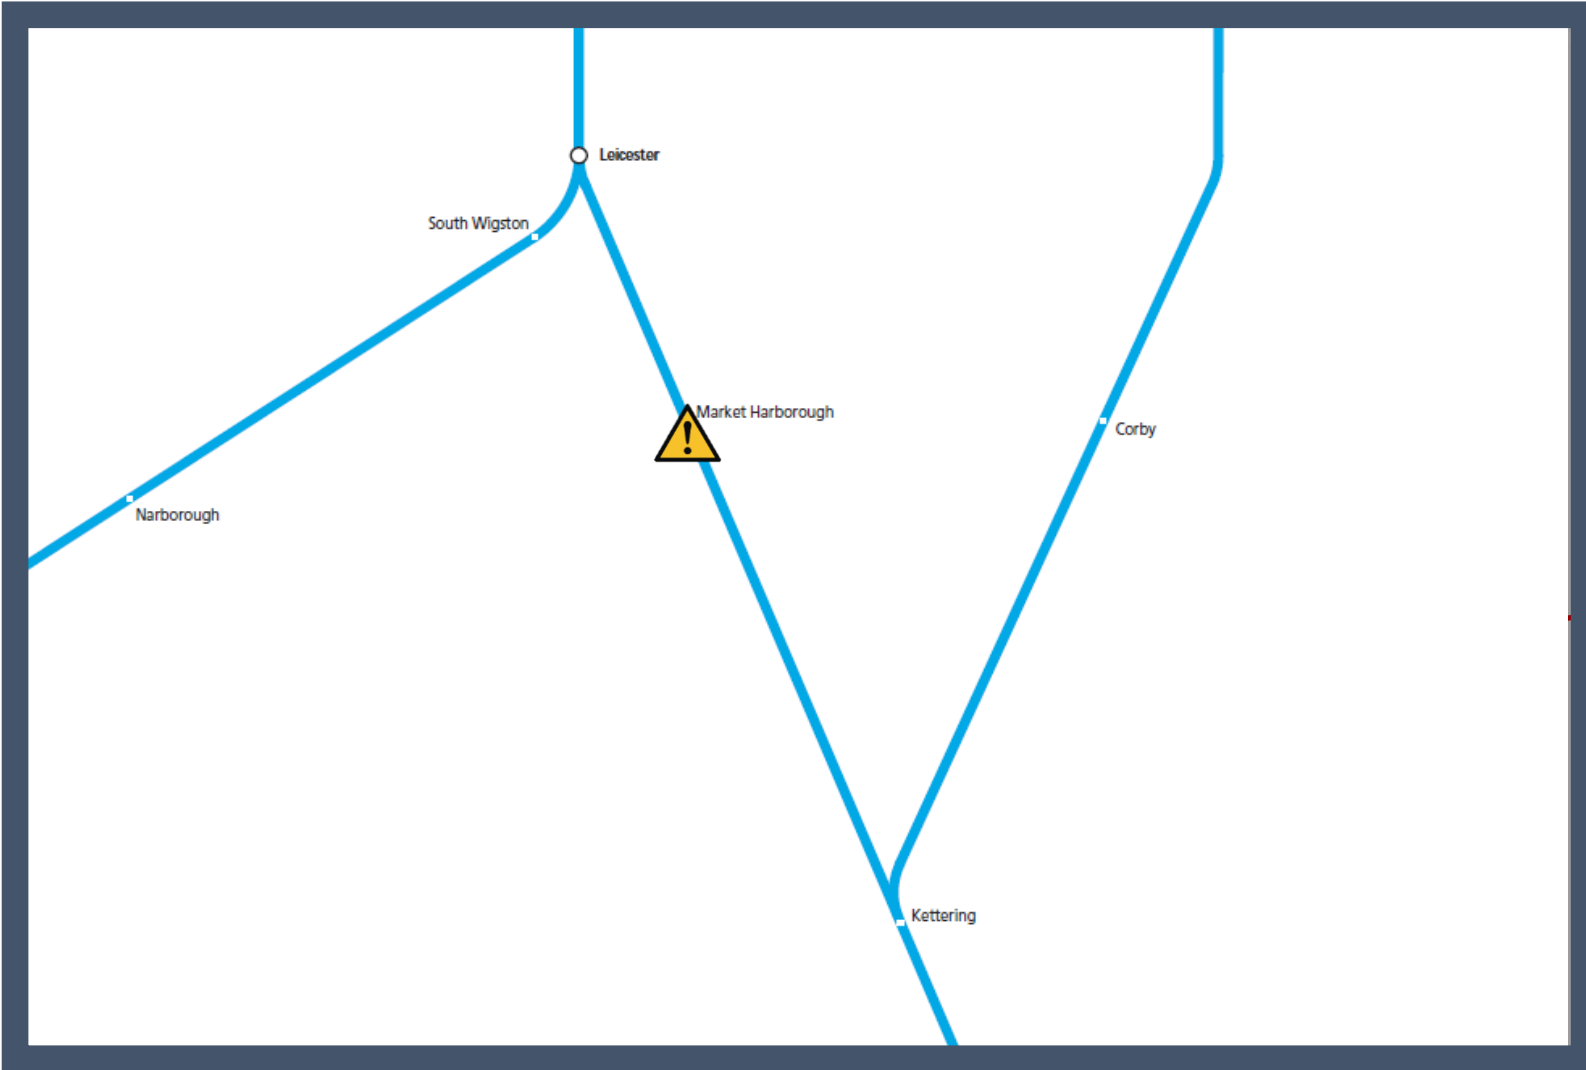 Leicester
South Wigston
Market Harborough
Corby
Narborough
Kettering